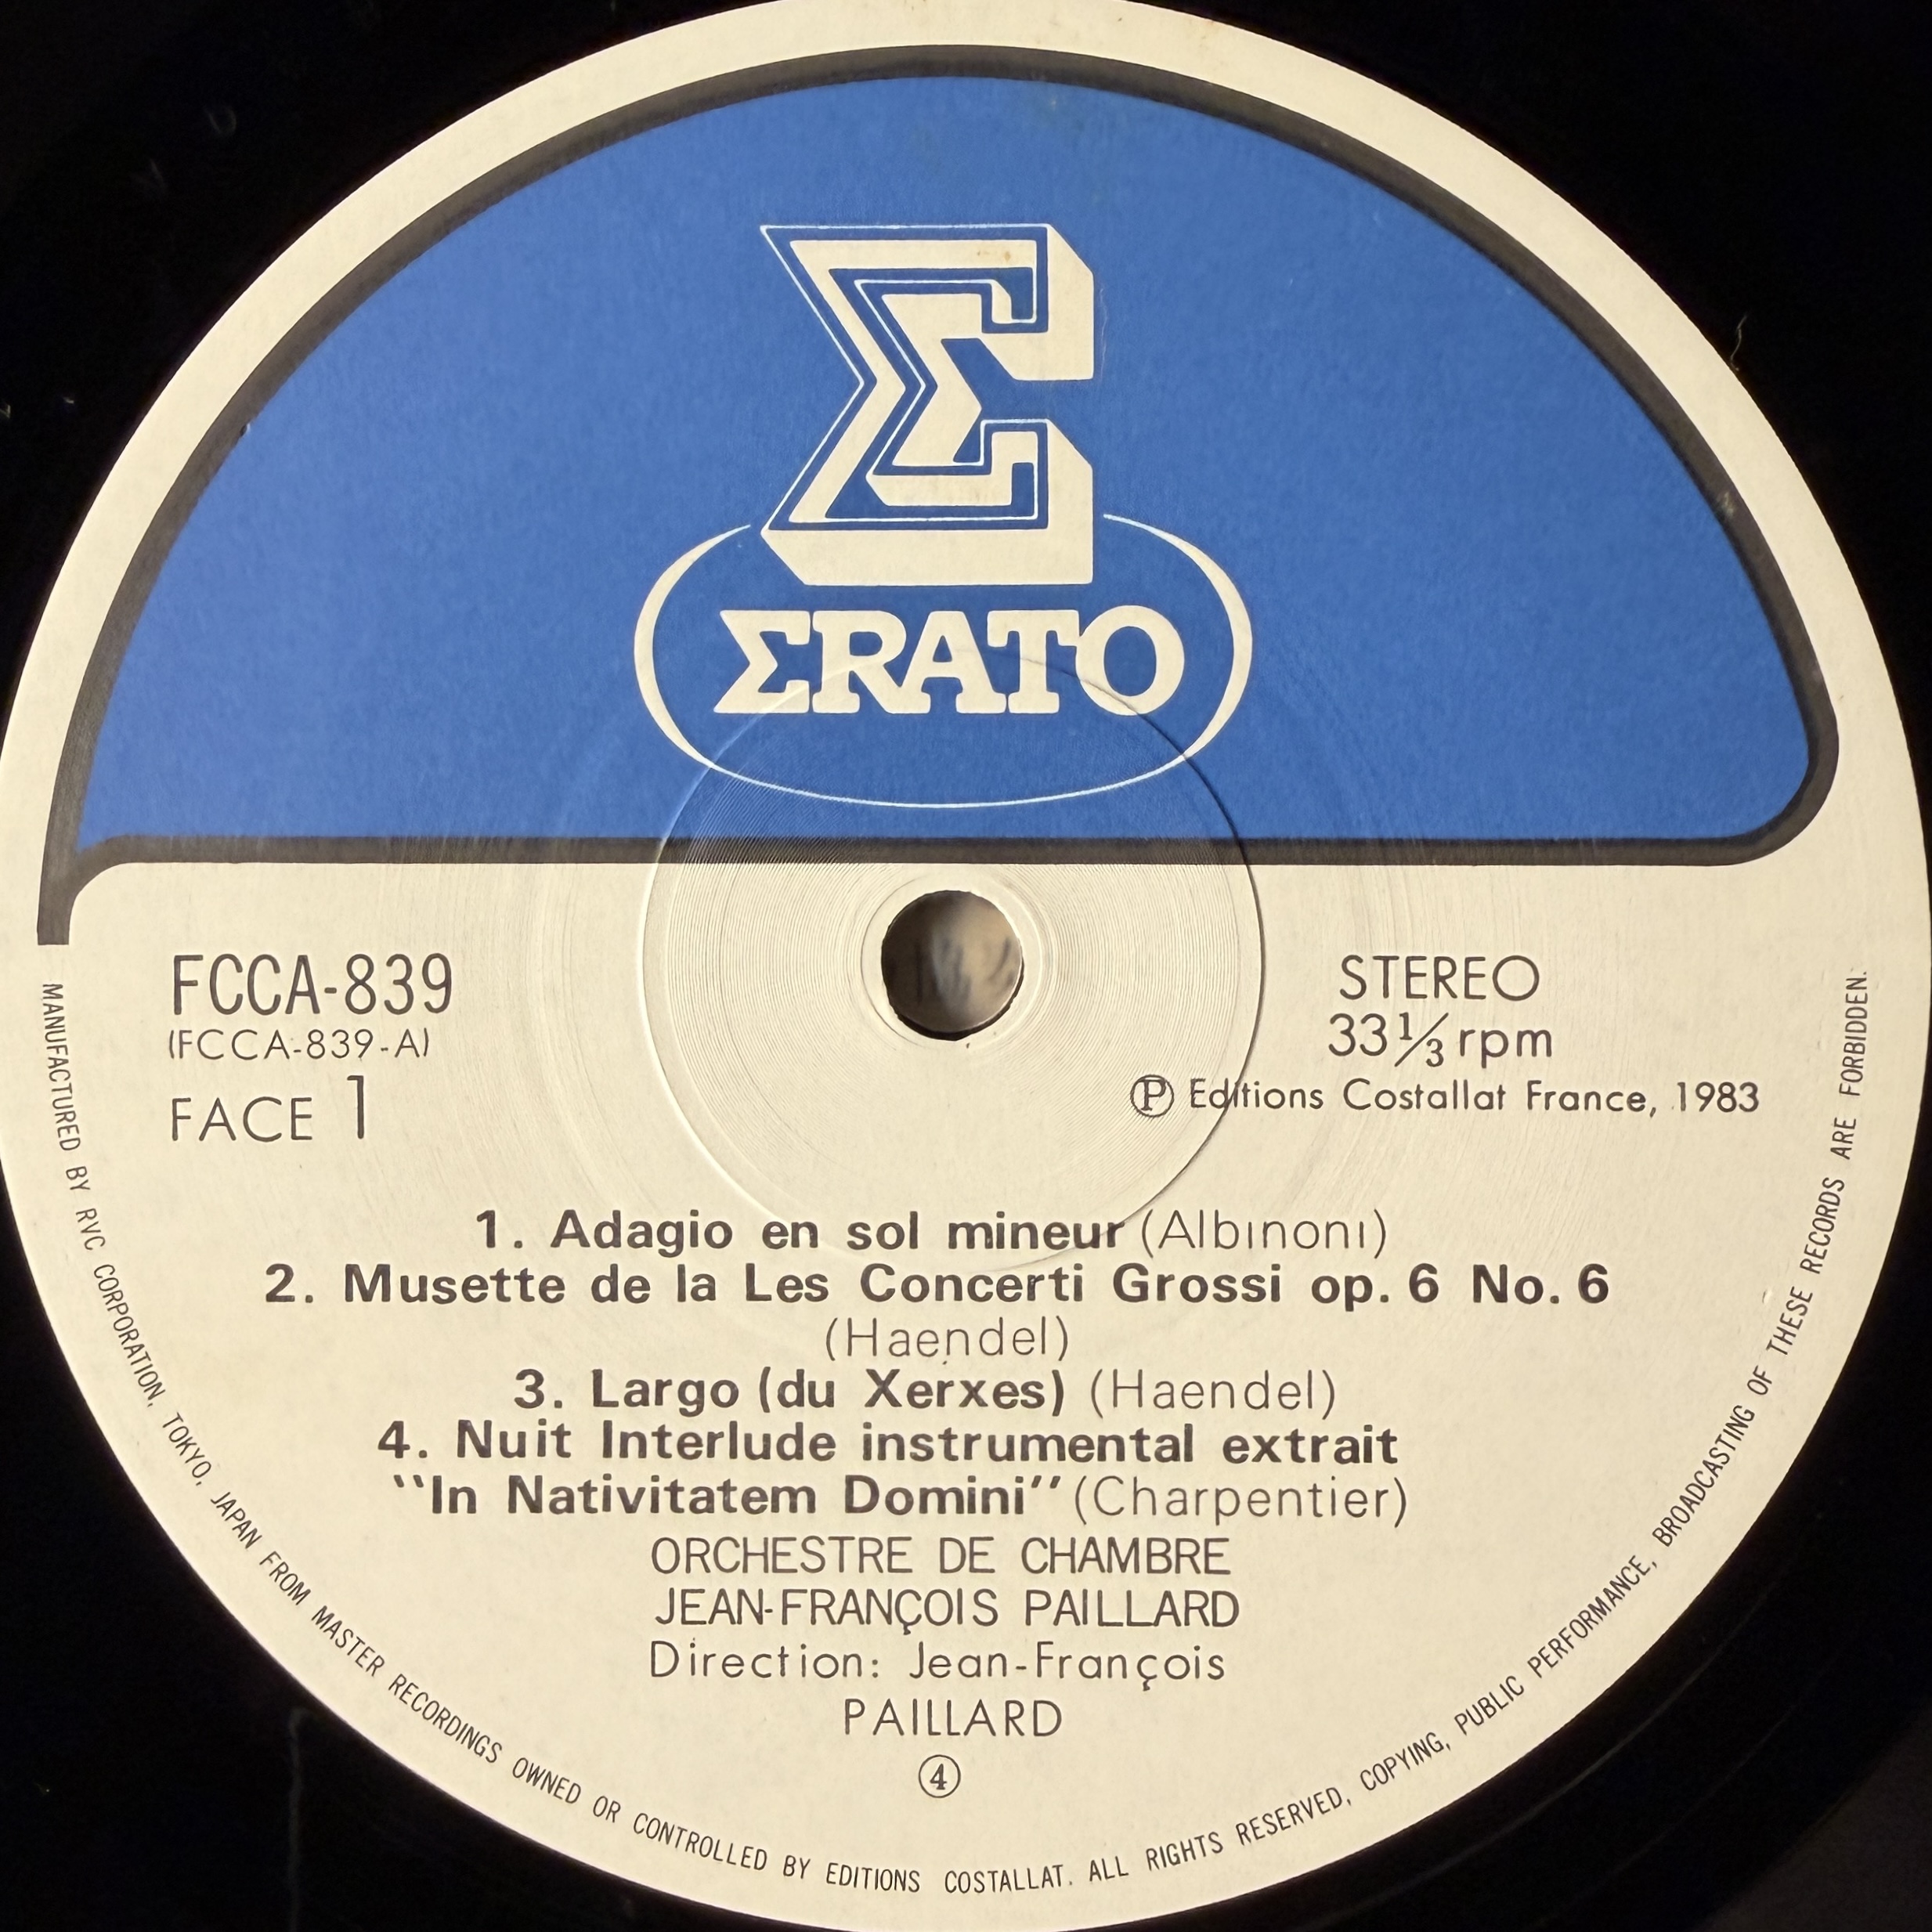 ΣRATO
FCCA-839
(FCCA-839-A)
FACE 1
STEREO
33 1/3 rpm
Ⓟ Editions Costallat France, 1983
1. Adagio en sol mineur (Albinoni)
2. Musette de la Les Concerti Grossi op. 6 No. 6
(Haendel)
3. Largo (du Xerxes) (Haendel)
4. Nuit Interlude instrumental extrait
"In Nativitatem Domini" (Charpentier)
ORCHESTRE DE CHAMBRE
JEAN-FRANÇOIS PAILLARD
Direction: Jean-François
PAILLARD
④
MANUFACTURED BY RVC CORPORATION, TOKYO, JAPAN FROM MASTER RECORDINGS OWNED OR CONTROLLED BY EDITIONS COSTALLAT. ALL RIGHTS RESERVED, COPYING, PUBLIC PERFORMANCE, BROADCASTING OF THESE RECORDS ARE FORBIDDEN.